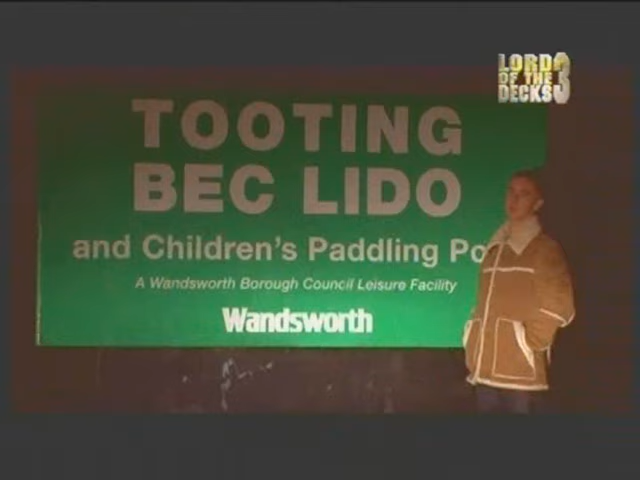 LORD
OF THE
DECKS 3
TOOTING
BEC LIDO
and Children's Paddling Po
A Wandsworth Borough Council Leisure Facility
Wandsworth